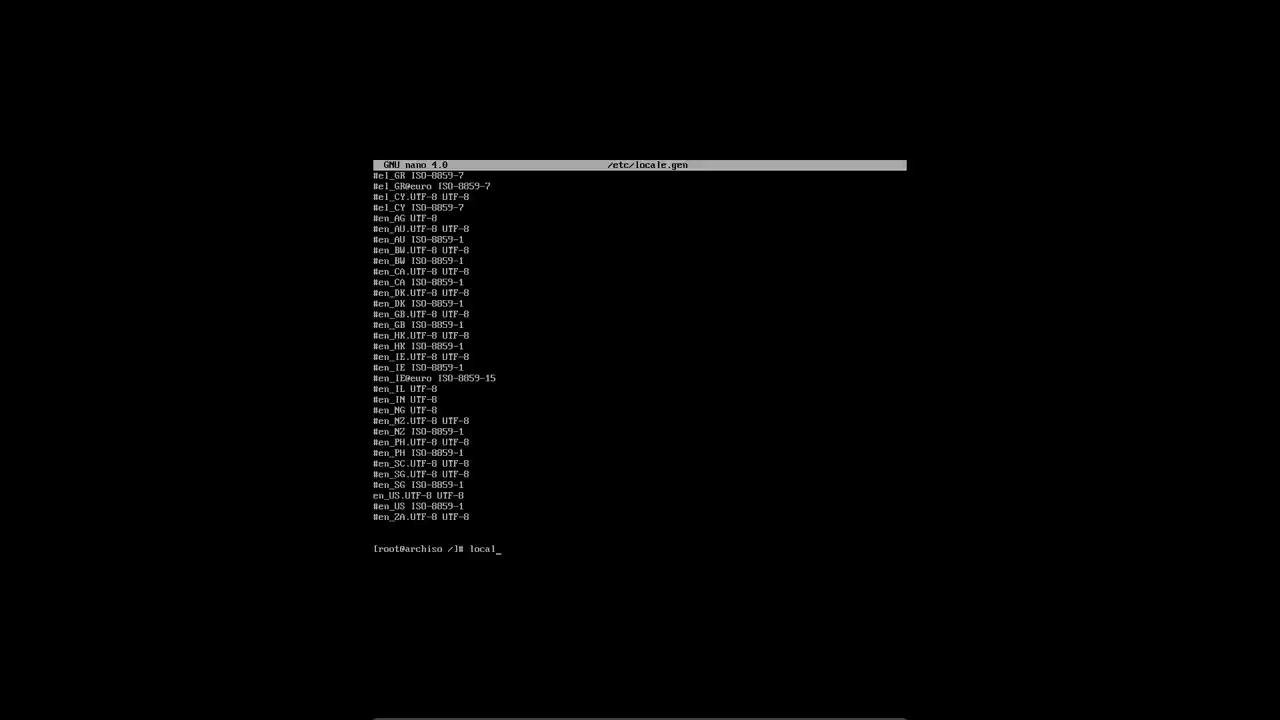 GNU nano 4.0 /etc/locale.gen
#el_GR ISO-8859-7
#el_GR@euro ISO-8859-7
#el_CY.UTF-8 UTF-8
#el_CY ISO-8859-7
#en_AG UTF-8
#en_AU.UTF-8 UTF-8
#en_AU ISO-8859-1
#en_BW.UTF-8 UTF-8
#en_BW ISO-8859-1
#en_CA.UTF-8 UTF-8
#en_CA ISO-8859-1
#en_DK.UTF-8 UTF-8
#en_DK ISO-8859-1
#en_GB.UTF-8 UTF-8
#en_GB ISO-8859-1
#en_HK.UTF-8 UTF-8
#en_HK ISO-8859-1
#en_IE.UTF-8 UTF-8
#en_IE ISO-8859-1
#en_IE@euro ISO-8859-15
#en_IL UTF-8
#en_IN UTF-8
#en_NG UTF-8
#en_NZ.UTF-8 UTF-8
#en_NZ ISO-8859-1
#en_PH.UTF-8 UTF-8
#en_PH ISO-8859-1
#en_SC.UTF-8 UTF-8
#en_SG.UTF-8 UTF-8
#en_SG ISO-8859-1
en_US.UTF-8 UTF-8
#en_US ISO-8859-1
#en_ZA.UTF-8 UTF-8
[root@archiso /]# local_